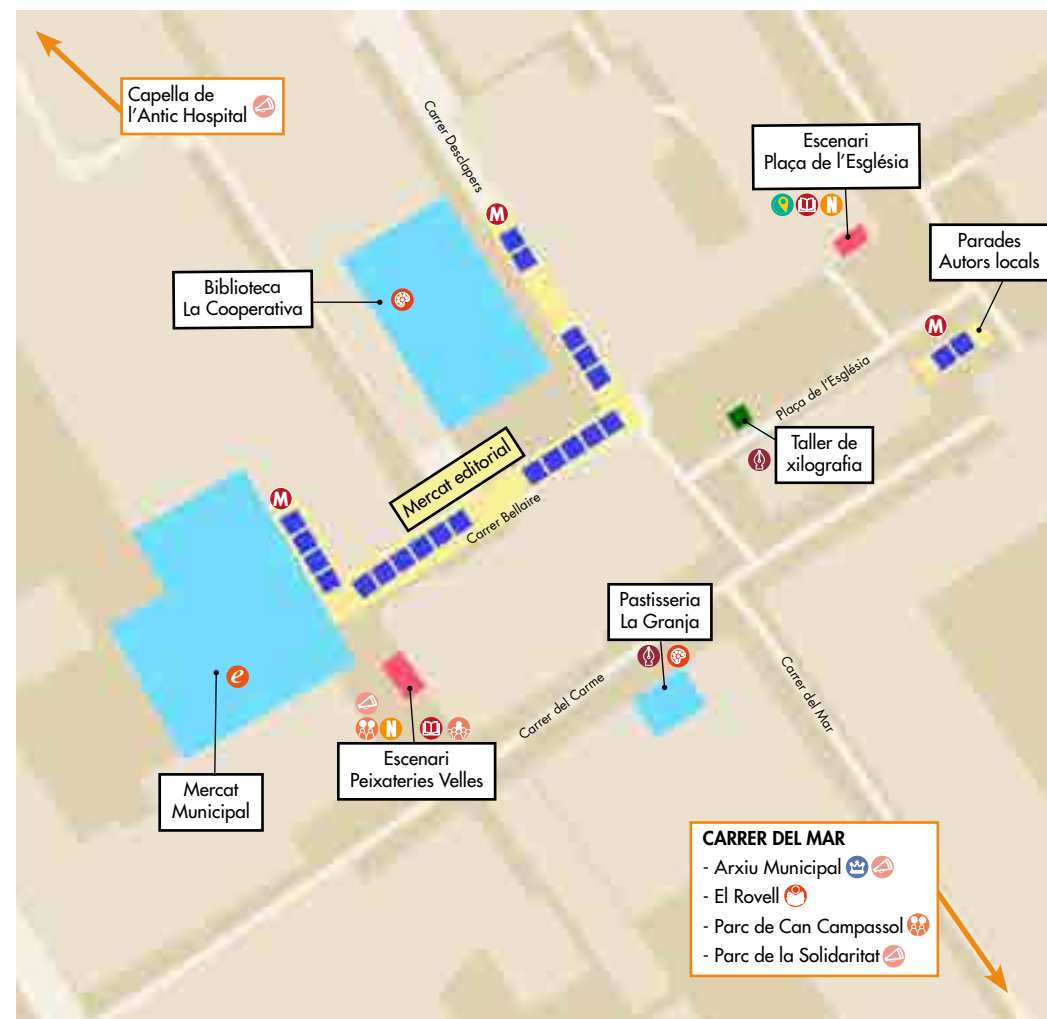 Capella de
l'Antic Hospital
Carrer Desclapers
Escenari
Plaça de l'Església
N
M
Parades
Autors locals
Biblioteca
La Cooperativa
M
Plaça de l'Església
Taller de
xilografia
Mercat editorial
M
Carrer Bellaire
Pastisseria
La Granja
e
Carrer del Carme
Carrer del Mar
N
Escenari
Peixateries Velles
Mercat
Municipal
CARRER DEL MAR
- Arxiu Municipal
- El Rovell
- Parc de Can Campassol
- Parc de la Solidaritat